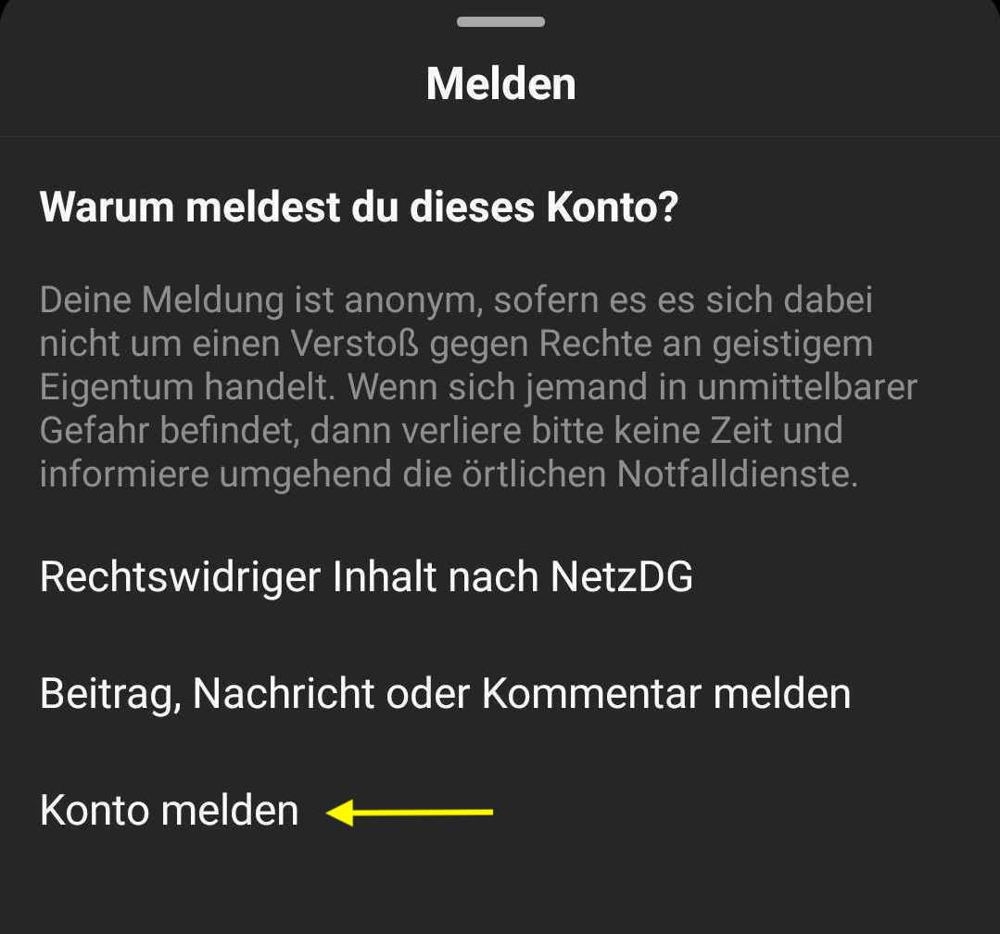 Melden
Warum meldest du dieses Konto?
Deine Meldung ist anonym, sofern es es sich dabei
nicht um einen Verstoß gegen Rechte an geistigem
Eigentum handelt. Wenn sich jemand in unmittelbarer
Gefahr befindet, dann verliere bitte keine Zeit und
informiere umgehend die örtlichen Notfalldienste.
Rechtswidriger Inhalt nach NetzDG
Beitrag, Nachricht oder Kommentar melden
Konto melden